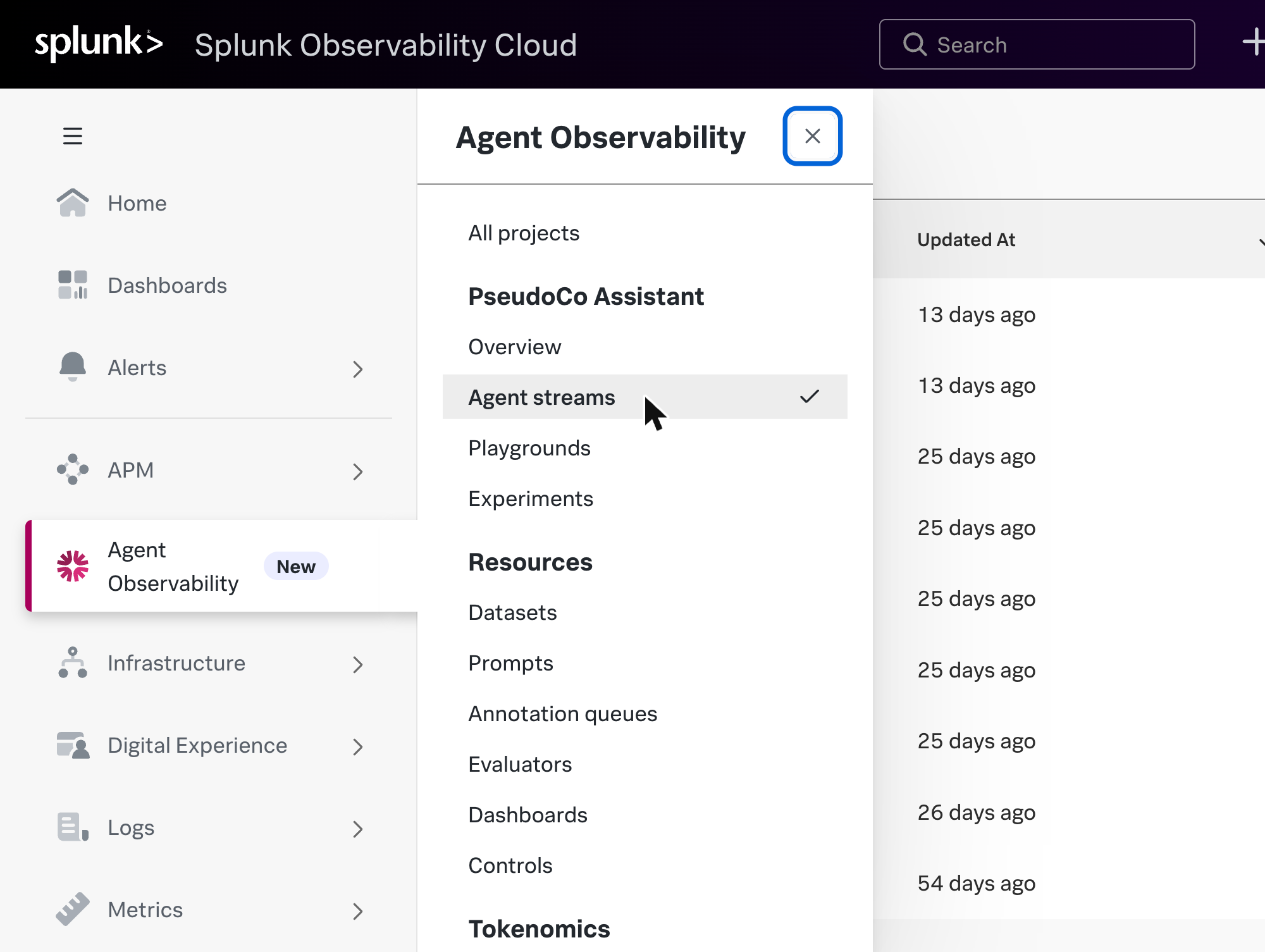 splunk> Splunk Observability Cloud
Search
Home
Dashboards
Alerts
APM
Agent
Observability
New
Infrastructure
Digital Experience
Logs
Metrics
Agent Observability
All projects
PseudoCo Assistant
Overview
Agent streams
Playgrounds
Experiments
Resources
Datasets
Prompts
Annotation queues
Evaluators
Dashboards
Controls
Tokenomics
Updated At
13 days ago
13 days ago
25 days ago
25 days ago
25 days ago
25 days ago
25 days ago
26 days ago
54 days ago